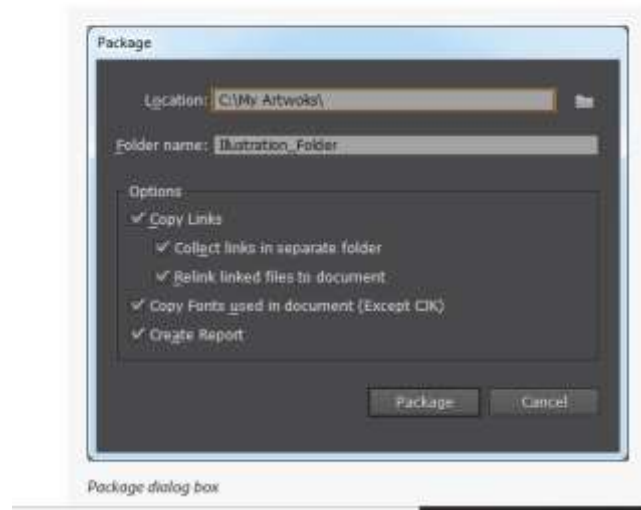 Package
Location: C:\My Artwoks\
Folder name: Illustration_Folder
Options
Copy Links
Collect links in separate folder
Relink linked files to document
Copy Fonts used in document (Except CJK)
Create Report
Package Cancel
Package dialog box